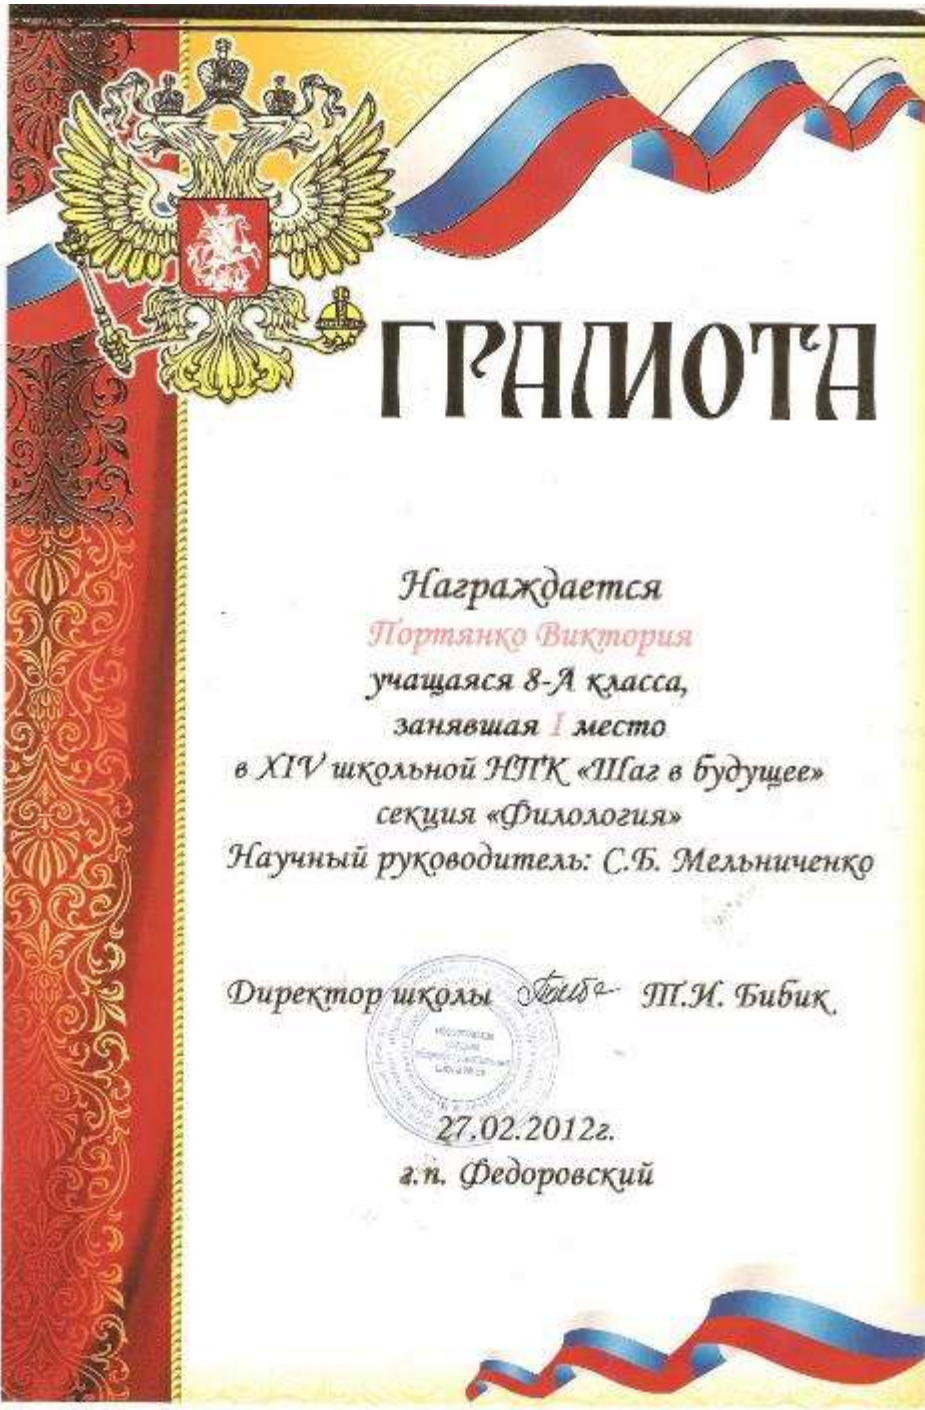 ГРАМОТА
Награждается
Портянко Виктория
учащаяся 8-А класса,
занявшая I место
в XIV школьной НПК «Шаг в будущее»
секция «Филология»
Научный руководитель: С.Б. Мельниченко
Директор школы Т.И. Бибик
27.02.2012г.
г.п. Федоровский